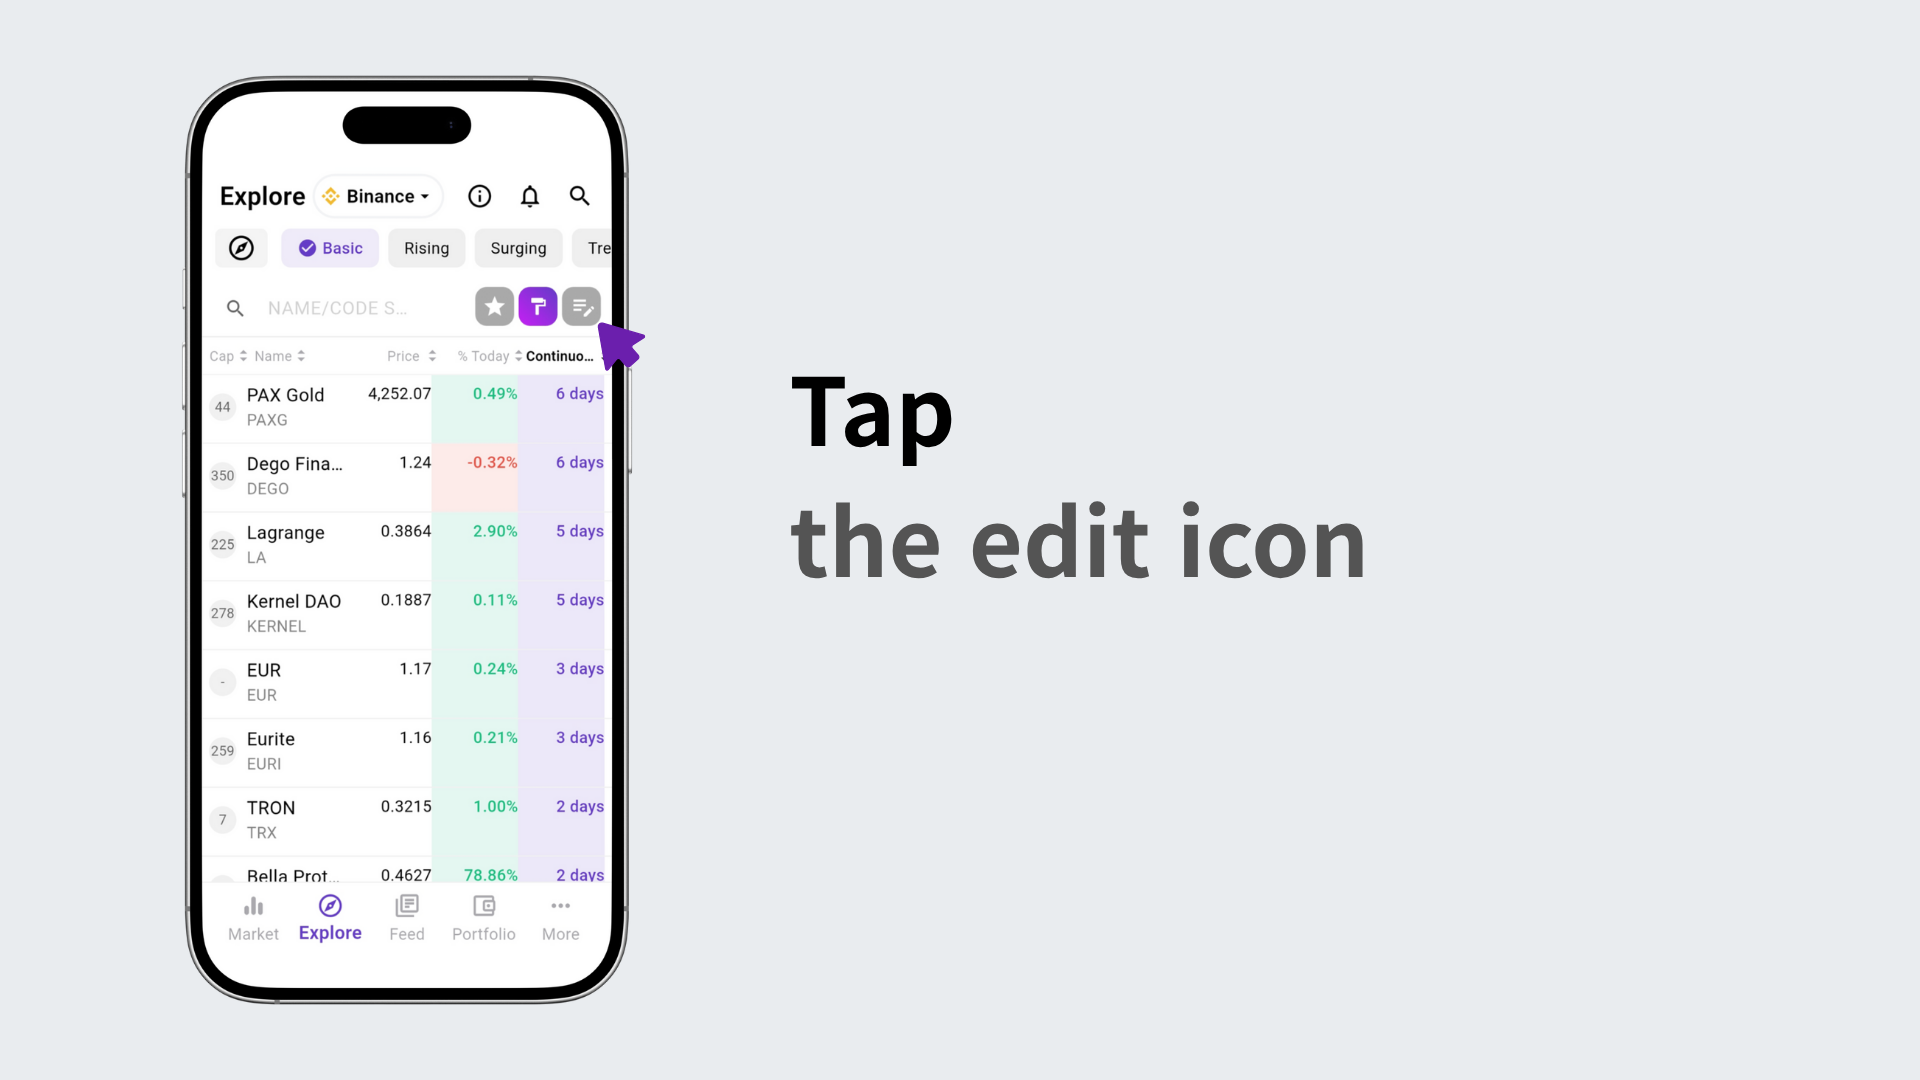 Explore Binance
Basic Rising Surging Tre
NAME/CODE S...
Cap Name Price % Today Continuo...
44 PAX Gold 4,252.07 0.49% 6 days
PAXG
350 Dego Fina... 1.24 -0.32% 6 days
DEGO
225 Lagrange 0.3864 2.90% 5 days
LA
278 Kernel DAO 0.1887 0.11% 5 days
KERNEL
- EUR 1.17 0.24% 3 days
EUR
259 Eurite 1.16 0.21% 3 days
EURI
7 TRON 0.3215 1.00% 2 days
TRX
Bella Prot... 0.4627 78.86% 2 days
Market Explore Feed Portfolio More
Tap
the edit icon